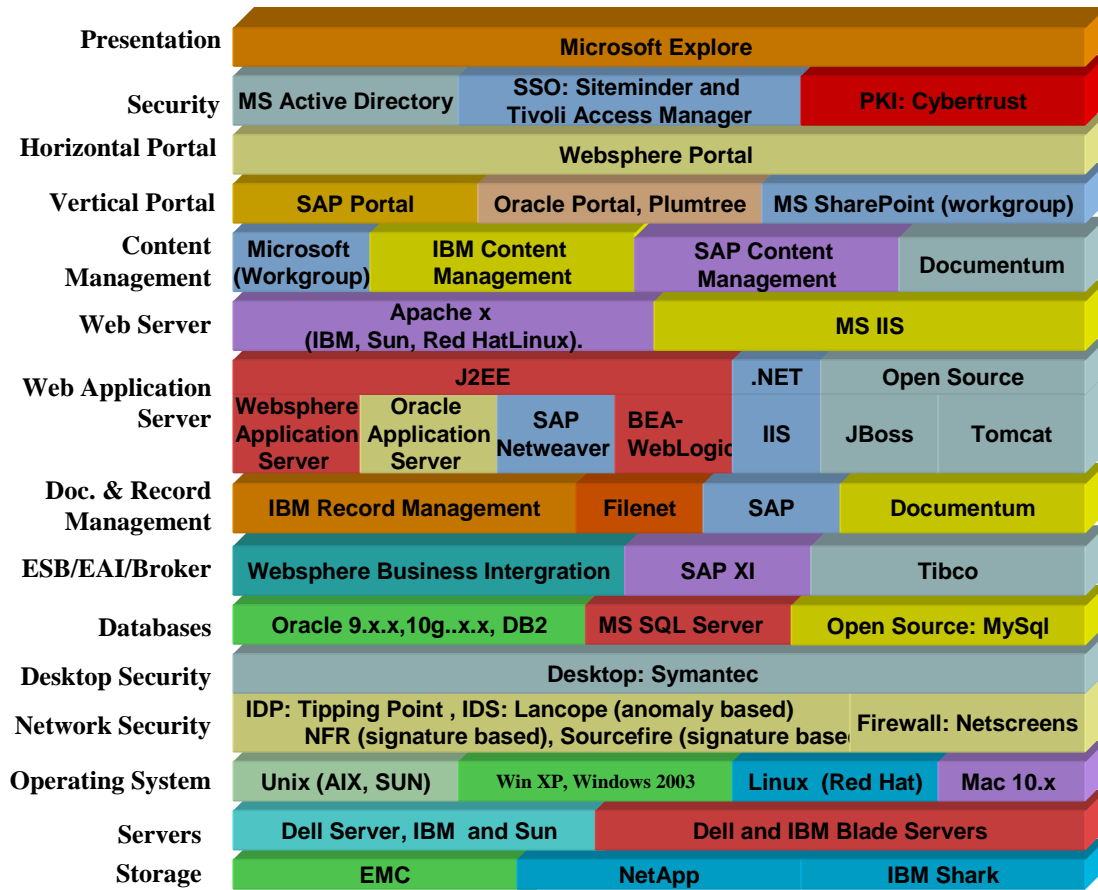 Presentation
Microsoft Explore
Security
MS Active Directory
SSO: Siteminder and
Tivoli Access Manager
PKI: Cybertrust
Horizontal Portal
Websphere Portal
Vertical Portal
SAP Portal
Oracle Portal, Plumtree
MS SharePoint (workgroup)
Content
Management
Microsoft
(Workgroup)
IBM Content
Management
SAP Content
Management
Documentum
Web Server
Apache x
(IBM, Sun, Red HatLinux).
MS IIS
Web Application
Server
J2EE
.NET
Open Source
Websphere
Application
Server
Oracle
Application
Server
SAP
Netweaver
BEA-
WebLogic
IIS
JBoss
Tomcat
Doc. & Record
Management
IBM Record Management
Filenet
SAP
Documentum
ESB/EAI/Broker
Websphere Business Intergration
SAP XI
Tibco
Databases
Oracle 9.x.x,10g..x.x, DB2
MS SQL Server
Open Source: MySql
Desktop Security
Desktop: Symantec
Network Security
IDP: Tipping Point , IDS: Lancope (anomaly based)
NFR (signature based), Sourcefire (signature base
Firewall: Netscreens
Operating System
Unix (AIX, SUN)
Win XP, Windows 2003
Linux (Red Hat)
Mac 10.x
Servers
Dell Server, IBM and Sun
Dell and IBM Blade Servers
Storage
EMC
NetApp
IBM Shark